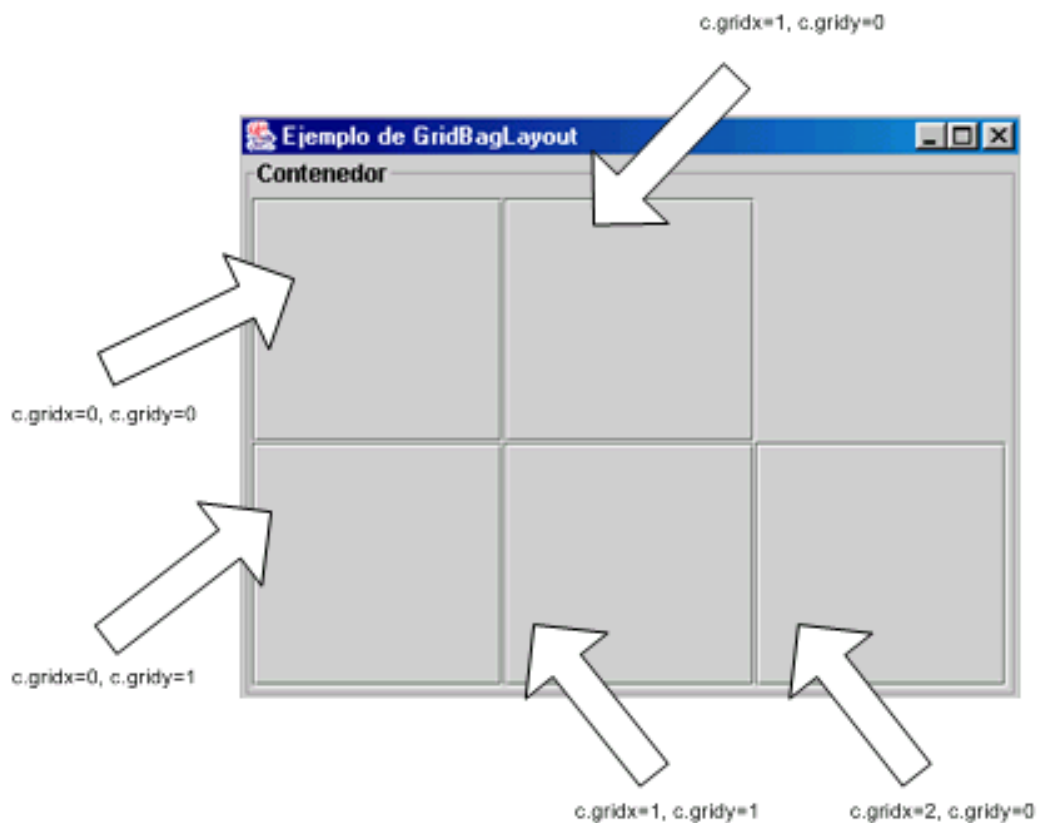 c.gridx=1, c.gridy=0
Ejemplo de GridBagLayout
Contenedor
c.gridx=0, c.gridy=0
c.gridx=0, c.gridy=1
c.gridx=1, c.gridy=1
c.gridx=2, c.gridy=0